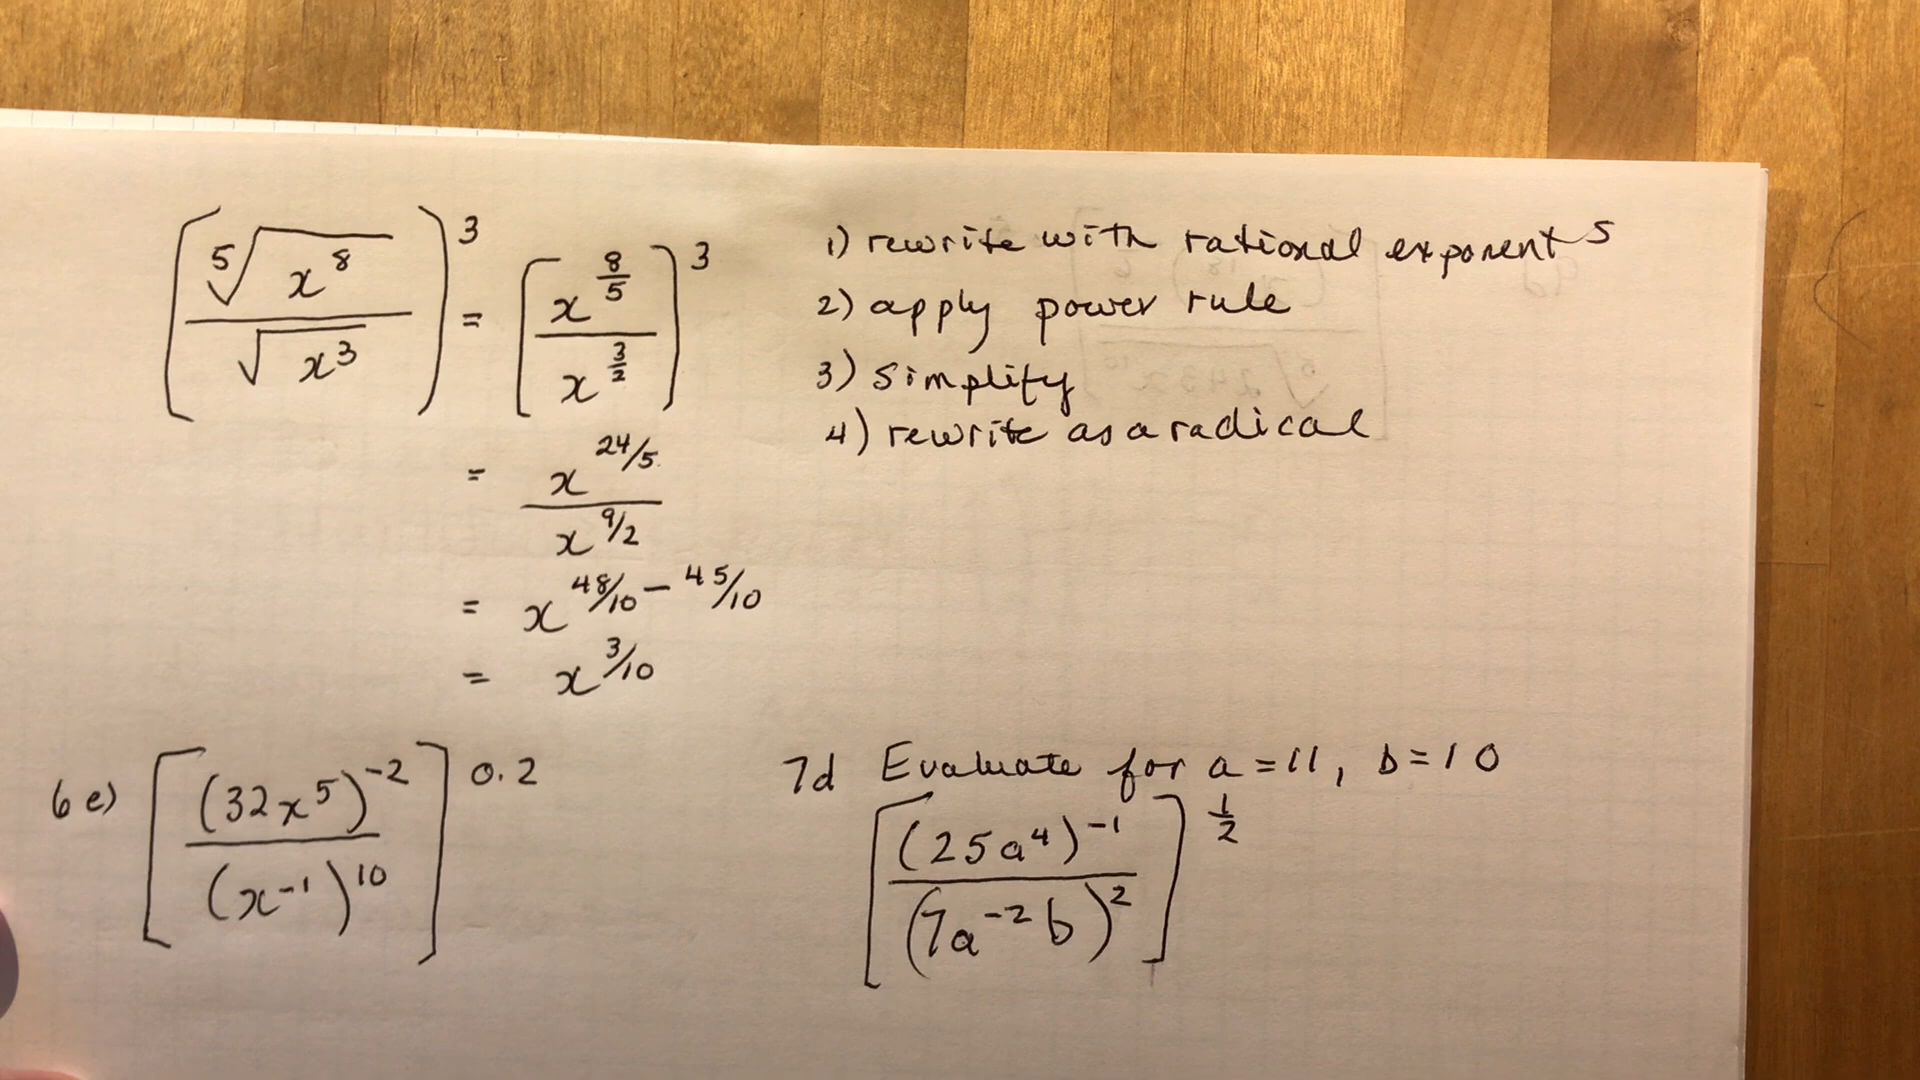 (⁵√x⁸ / √x³)³ = [x^(8/5) / x^(3/2)]³
= x^(24/5) / x^(9/2)
= x^(48/10 − 45/10)
= x^(3/10)
1) rewrite with rational exponents
2) apply power rule
3) simplify
4) rewrite as a radical
6e) [(32x⁵)⁻² / (x⁻¹)¹⁰]^0.2
7d Evaluate for a = 11, b = 10
[(25a⁴)⁻¹ / (7a⁻²b)²]^(1/2)